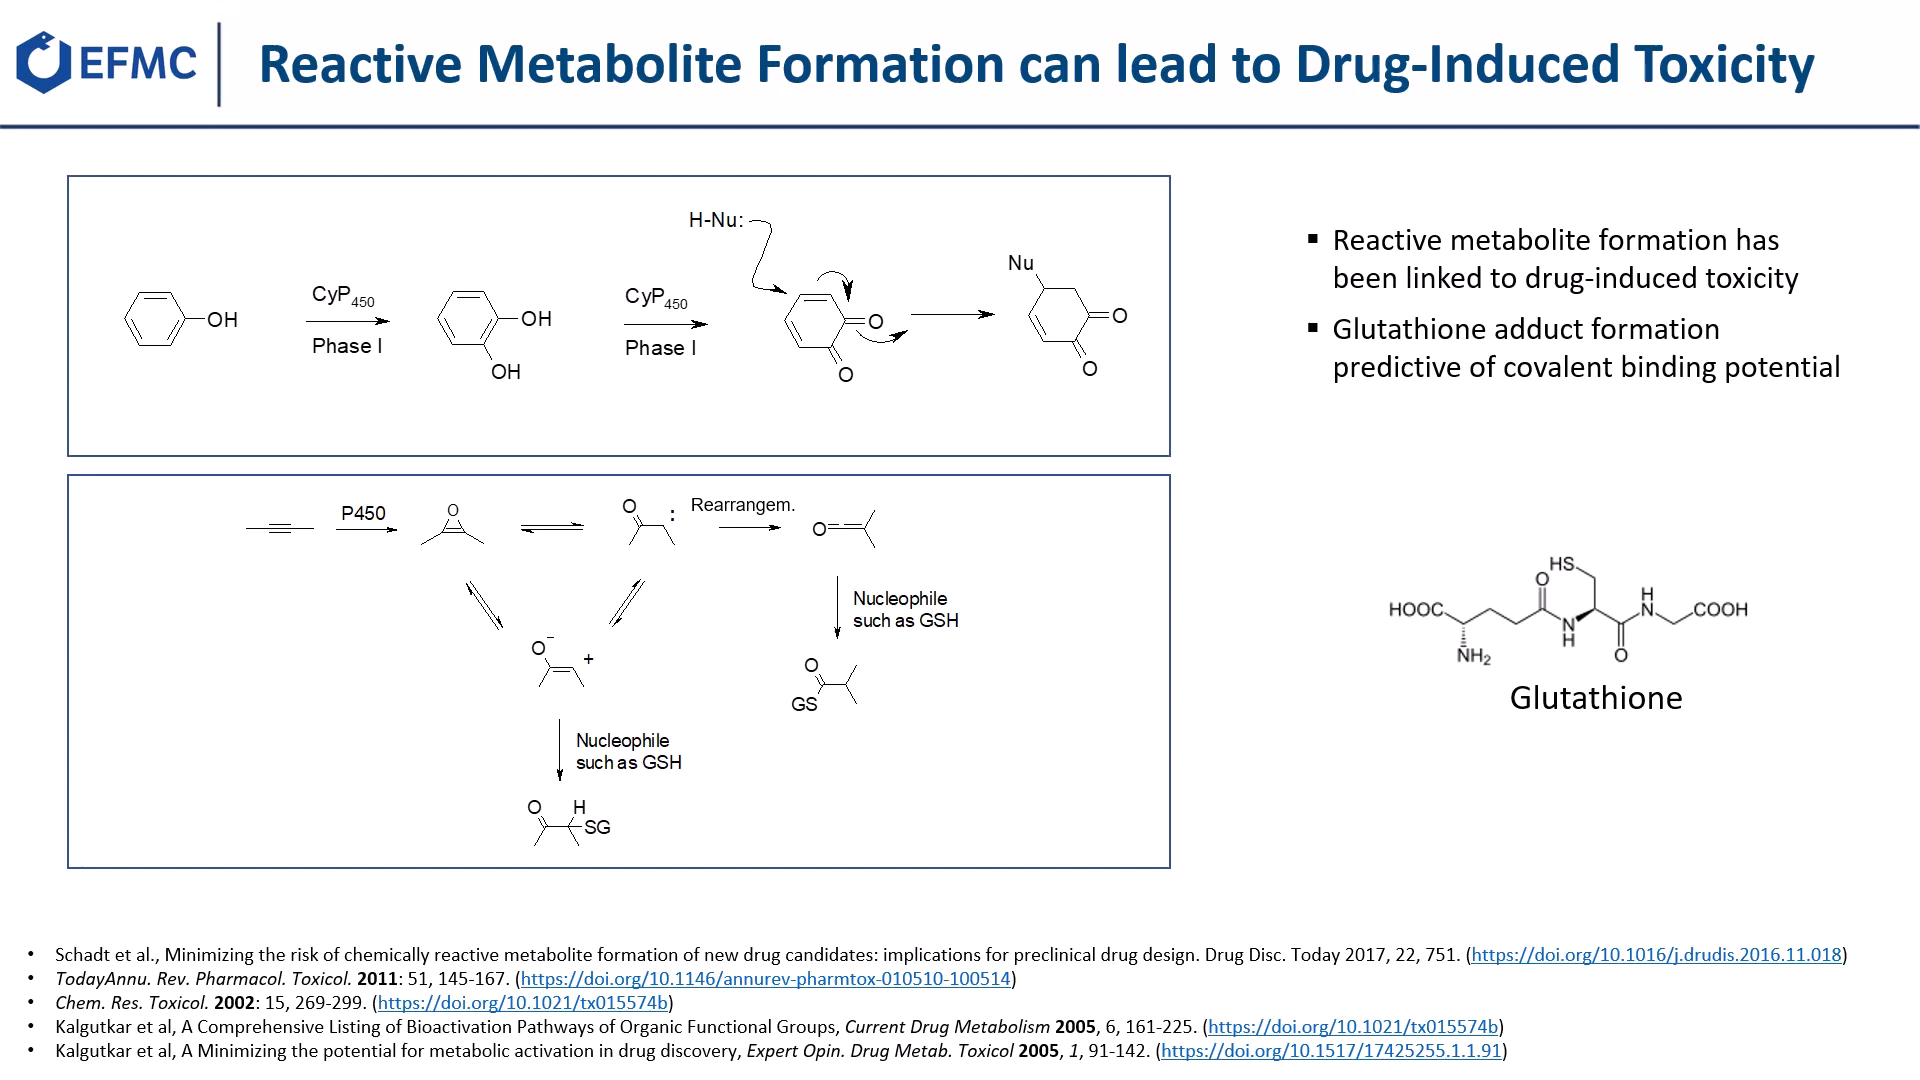 EFMC
Reactive Metabolite Formation can lead to Drug-Induced Toxicity
H-Nu:
Nu
CyP450
Phase I
OH
OH
OH
CyP450
Phase I
O
O
O
O
▪ Reactive metabolite formation has
been linked to drug-induced toxicity
▪ Glutathione adduct formation
predictive of covalent binding potential
P450
O
O
:
Rearrangem.
O
Nucleophile
such as GSH
O
−
+
O
GS
Nucleophile
such as GSH
O
H
SG
HS
O
HOOC
NH2
N
H
O
H
N
COOH
Glutathione
• Schadt et al., Minimizing the risk of chemically reactive metabolite formation of new drug candidates: implications for preclinical drug design. Drug Disc. Today 2017, 22, 751. (https://doi.org/10.1016/j.drudis.2016.11.018)
• TodayAnnu. Rev. Pharmacol. Toxicol. 2011: 51, 145-167. (https://doi.org/10.1146/annurev-pharmtox-010510-100514)
• Chem. Res. Toxicol. 2002: 15, 269-299. (https://doi.org/10.1021/tx015574b)
• Kalgutkar et al, A Comprehensive Listing of Bioactivation Pathways of Organic Functional Groups, Current Drug Metabolism 2005, 6, 161-225. (https://doi.org/10.1021/tx015574b)
• Kalgutkar et al, A Minimizing the potential for metabolic activation in drug discovery, Expert Opin. Drug Metab. Toxicol 2005, 1, 91-142. (https://doi.org/10.1517/17425255.1.1.91)